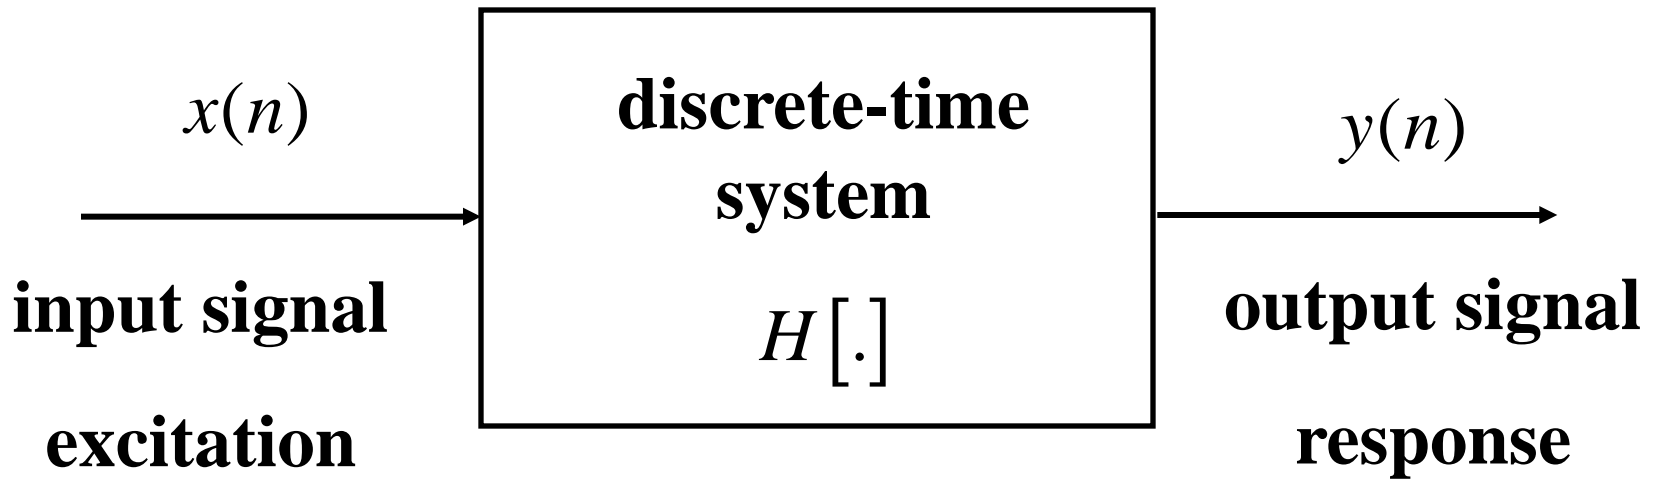 x(n)
input signal
excitation
discrete-time
system
H[.]
y(n)
output signal
response